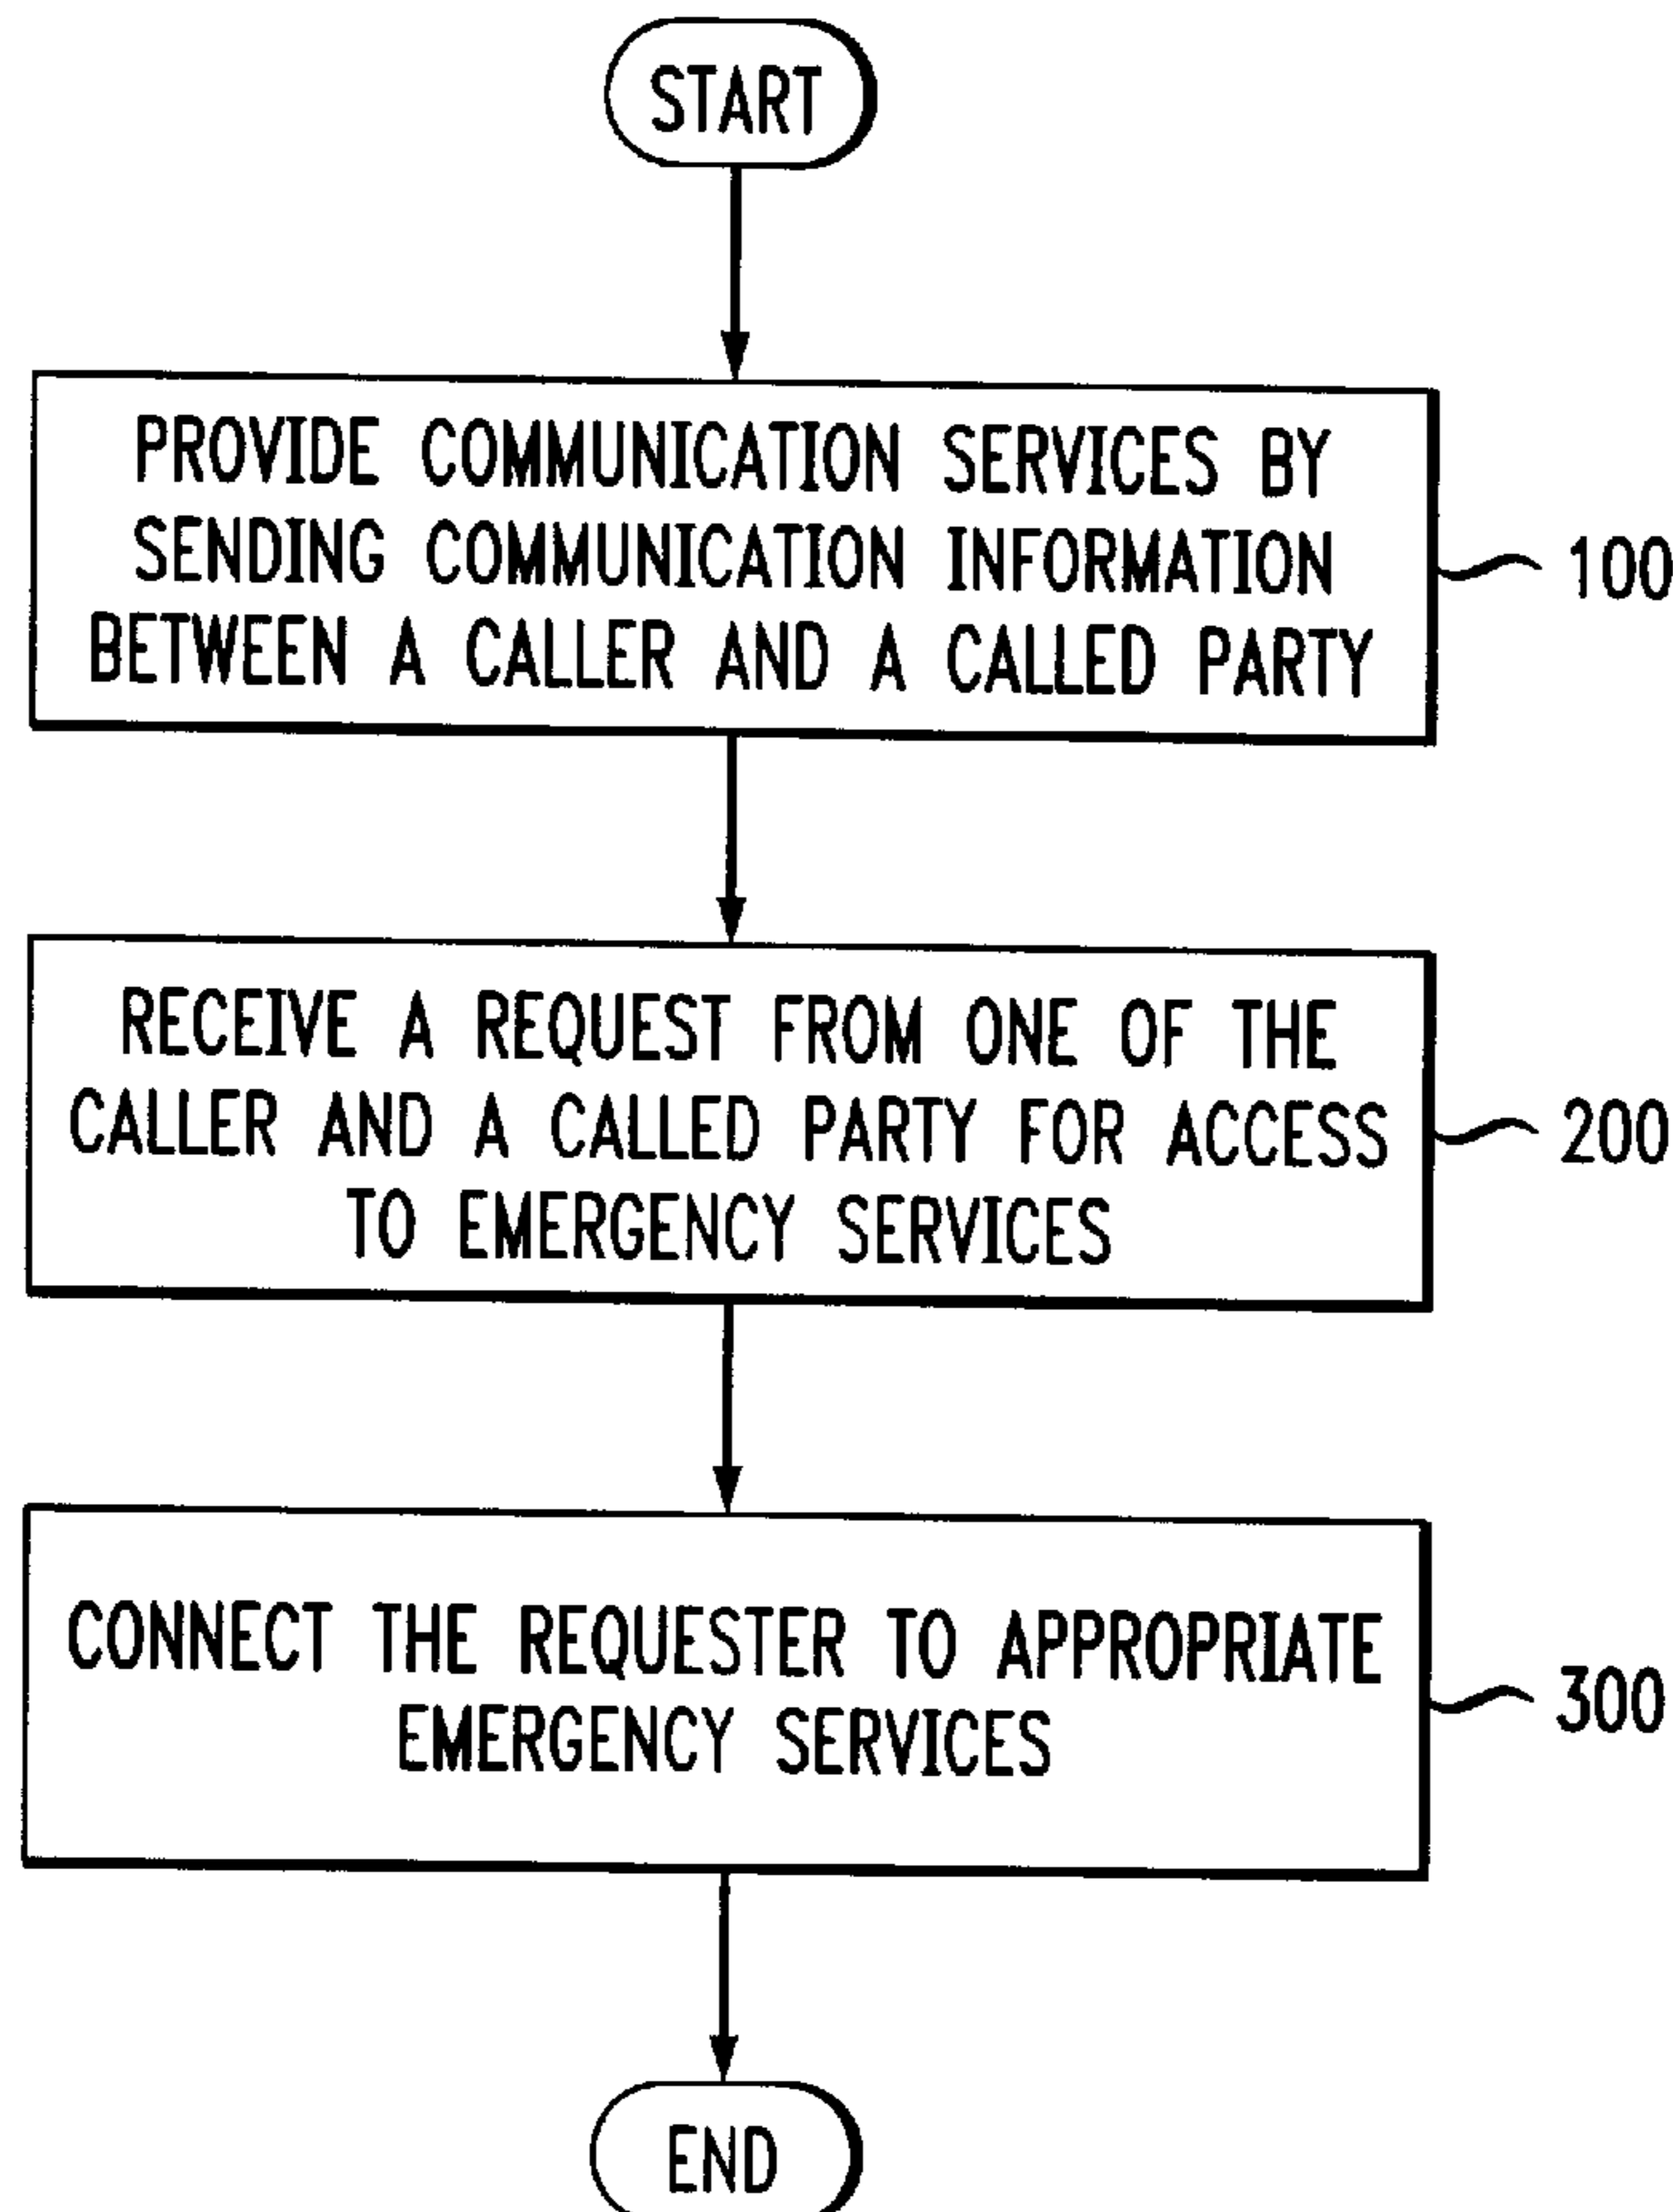 START
PROVIDE COMMUNICATION SERVICES BY
SENDING COMMUNICATION INFORMATION
BETWEEN A CALLER AND A CALLED PARTY
100
RECEIVE A REQUEST FROM ONE OF THE
CALLER AND A CALLED PARTY FOR ACCESS
TO EMERGENCY SERVICES
200
CONNECT THE REQUESTER TO APPROPRIATE
EMERGENCY SERVICES
300
END